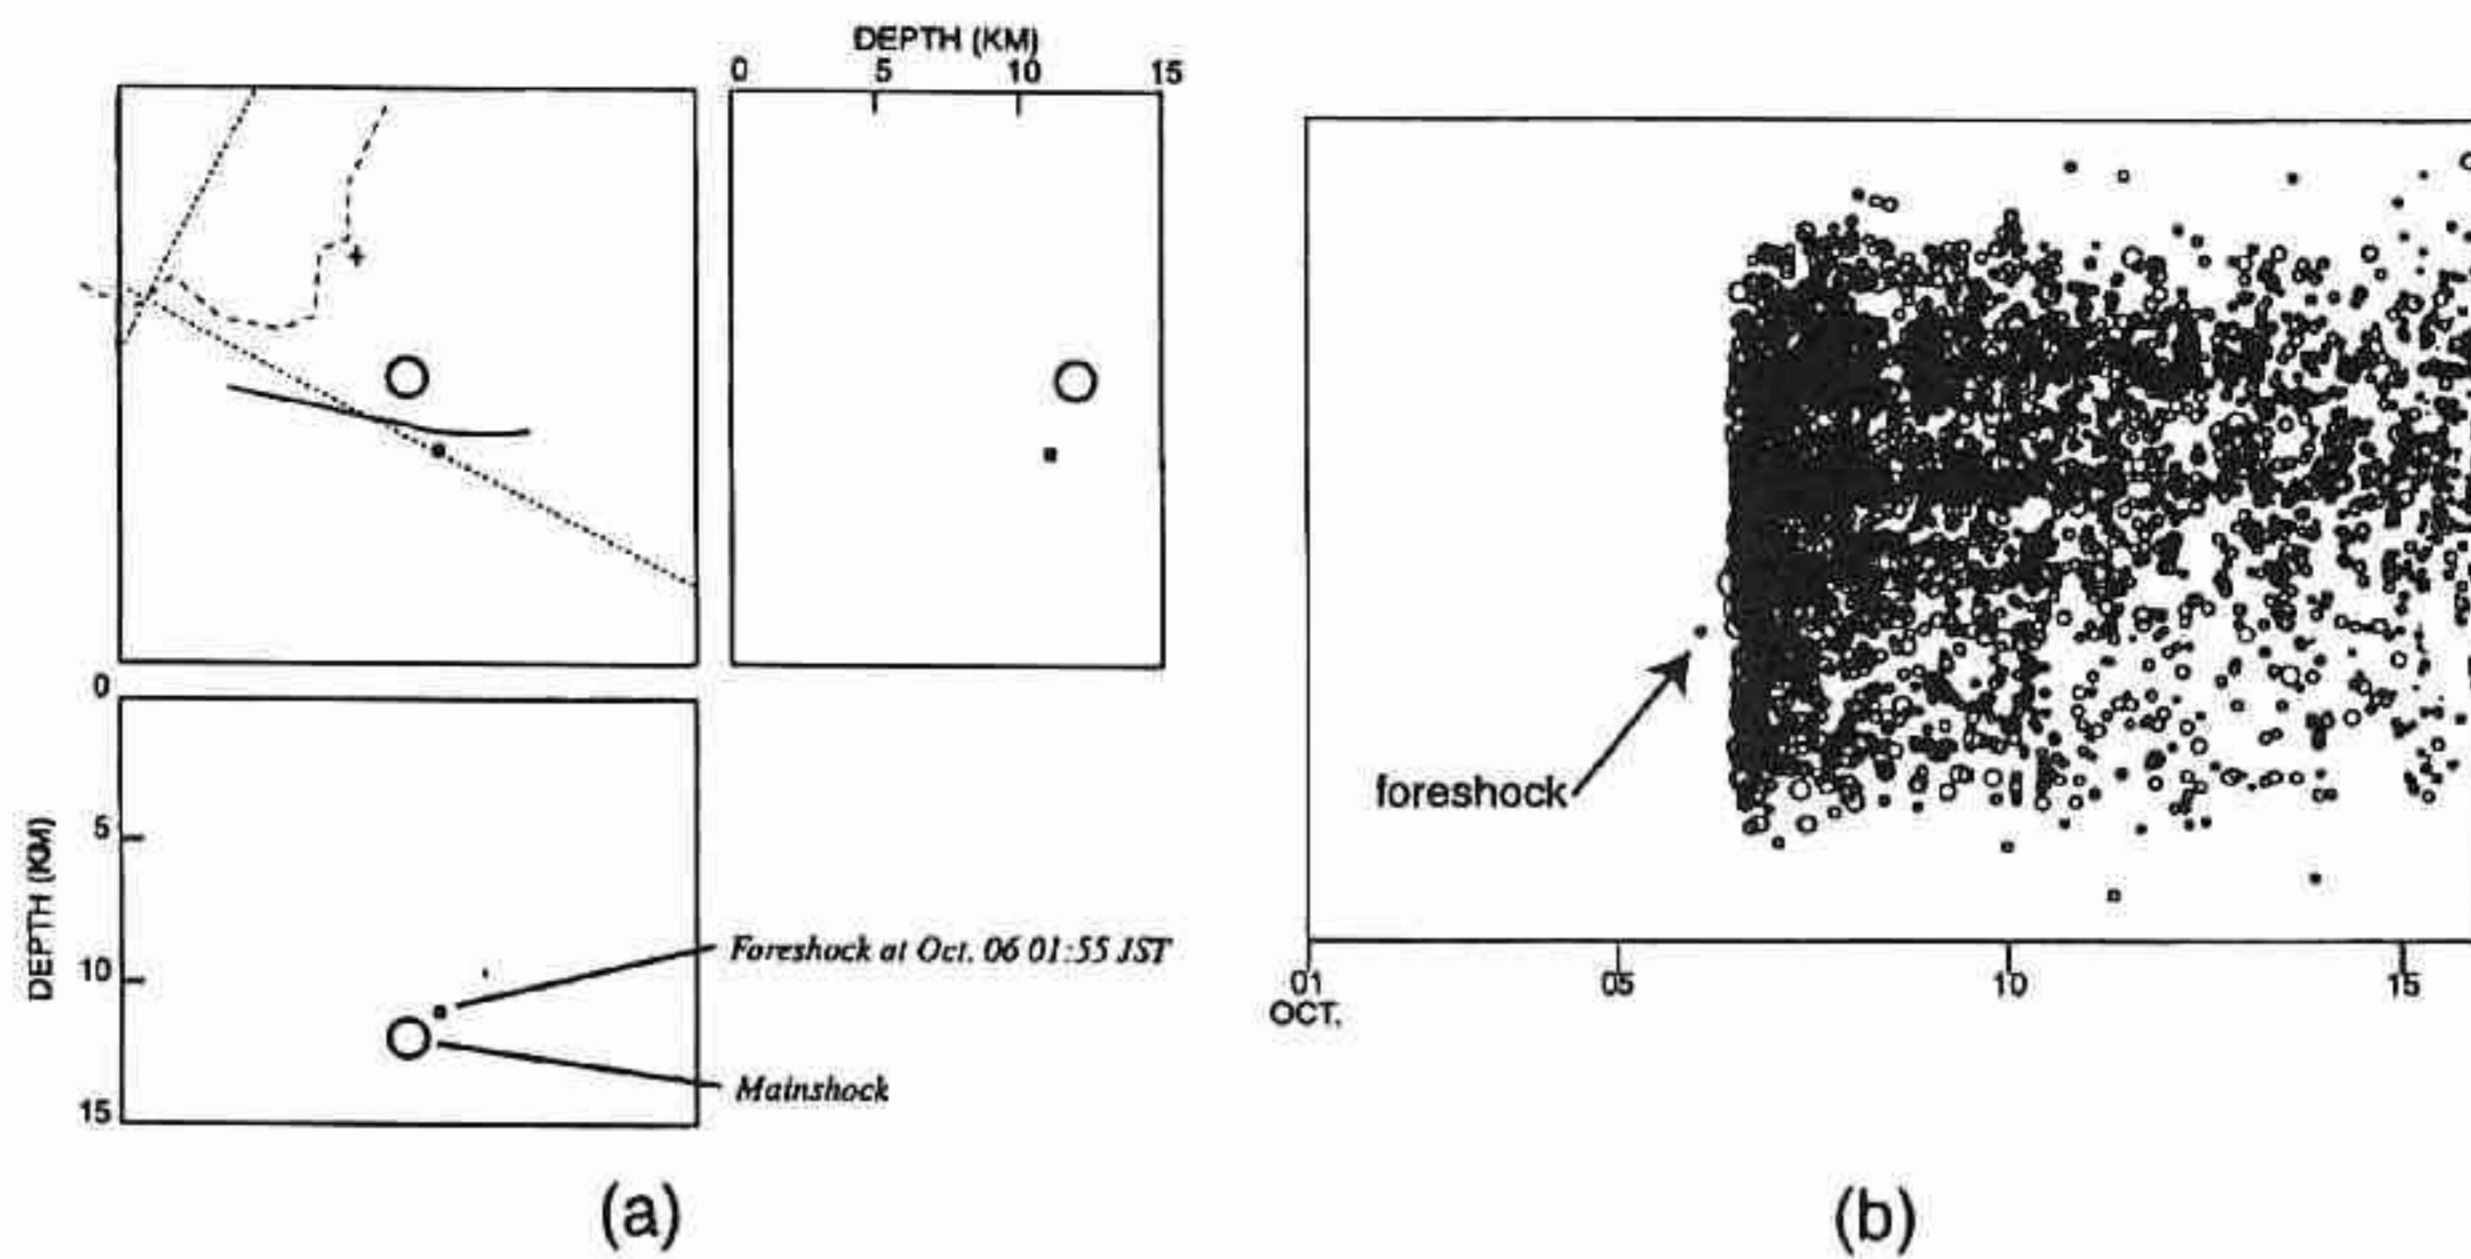 DEPTH (KM)
0 5 10 15
0
5
10
15
DEPTH (KM)
Foreshock at Oct. 06 01:55 JST
Mainshock
(a)
foreshock
01 05 10 15
OCT.
(b)